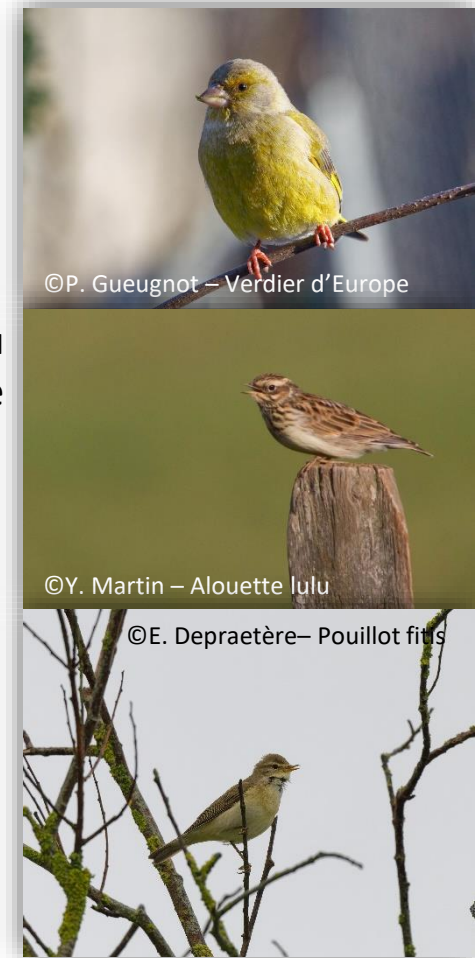 ©P. Gueugnot – Verdier d’Europe
©Y. Martin – Alouette lulu
©E. Depraetère– Pouillot fitis